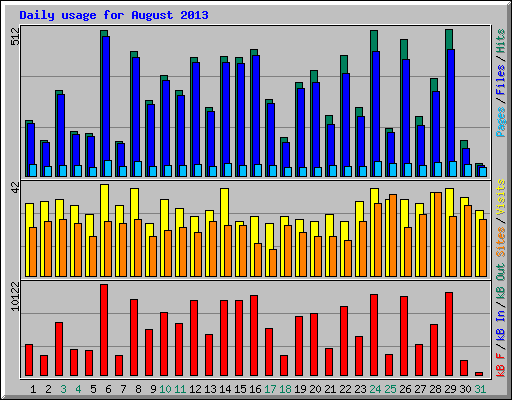 Daily usage for August 2013
512
Pages / Files / Hits
42
Sites / Visits
10122
kB F / kB In / kB Out
1 2 3 4 5 6 7 8 9 10 11 12 13 14 15 16 17 18 19 20 21 22 23 24 25 26 27 28 29 30 31